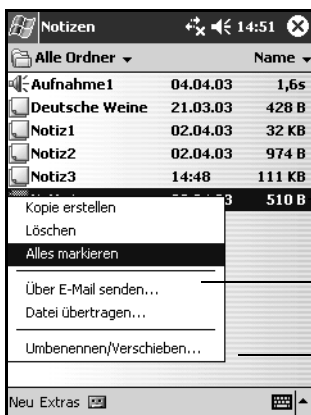 Notizen 14:51
Alle Ordner Name
Aufnahme1 04.04.03 1,6s
Deutsche Weine 21.03.03 428 B
Notiz1 02.04.03 32 KB
Notiz2 02.04.03 974 B
Notiz3 14:48 111 KB
3 510 B
Kopie erstellen
Löschen
Alles markieren
Über E-Mail senden...
Datei übertragen...
Umbenennen/Verschieben...
Neu Extras